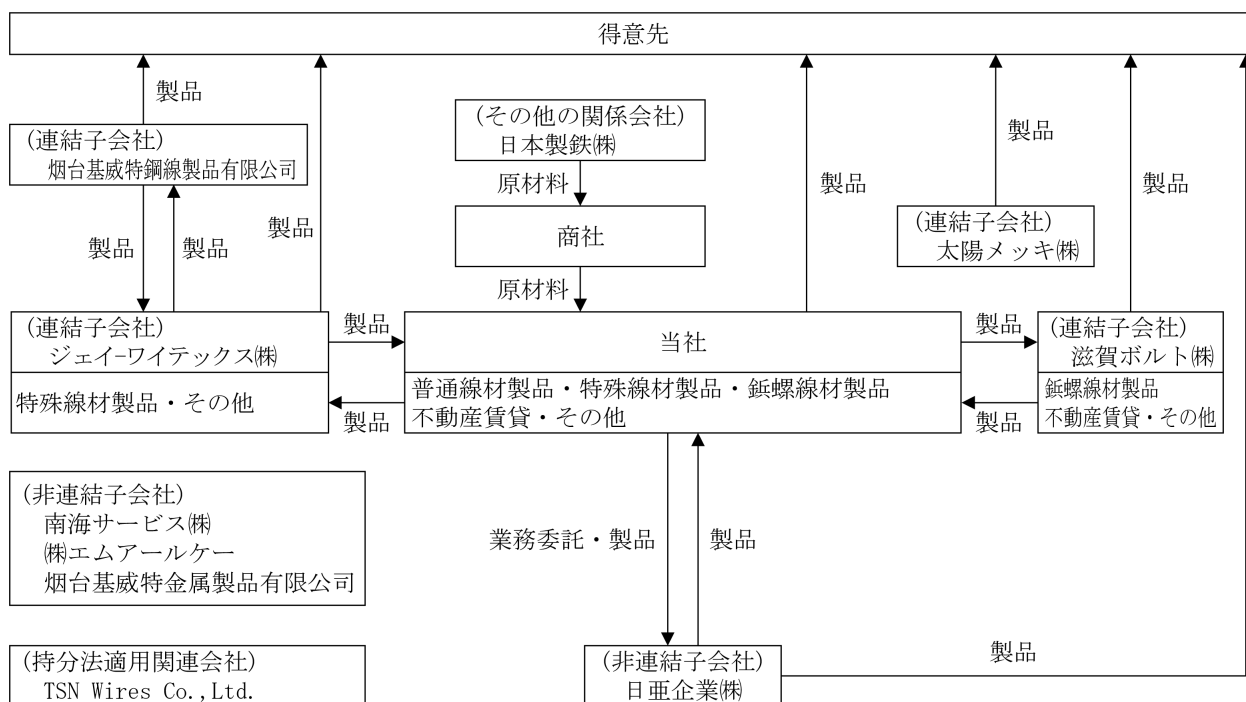 得意先
製品
(連結子会社)
烟台基威特鋼線製品有限公司
製品
製品
製品
(その他の関係会社)
日本製鉄㈱
原材料
商社
原材料
製品
製品
(連結子会社)
太陽メッキ㈱
(連結子会社)
ジェイ-ワイテックス㈱
特殊線材製品・その他
製品
製品
当社
普通線材製品・特殊線材製品・鋲螺線材製品
不動産賃貸・その他
製品
製品
(連結子会社)
滋賀ボルト㈱
鋲螺線材製品
不動産賃貸・その他
製品
(非連結子会社)
南海サービス㈱
㈱エムアールケー
烟台基威特金属製品有限公司
業務委託・製品
製品
(持分法適用関連会社)
TSN Wires Co.,Ltd.
(非連結子会社)
日亜企業㈱
製品